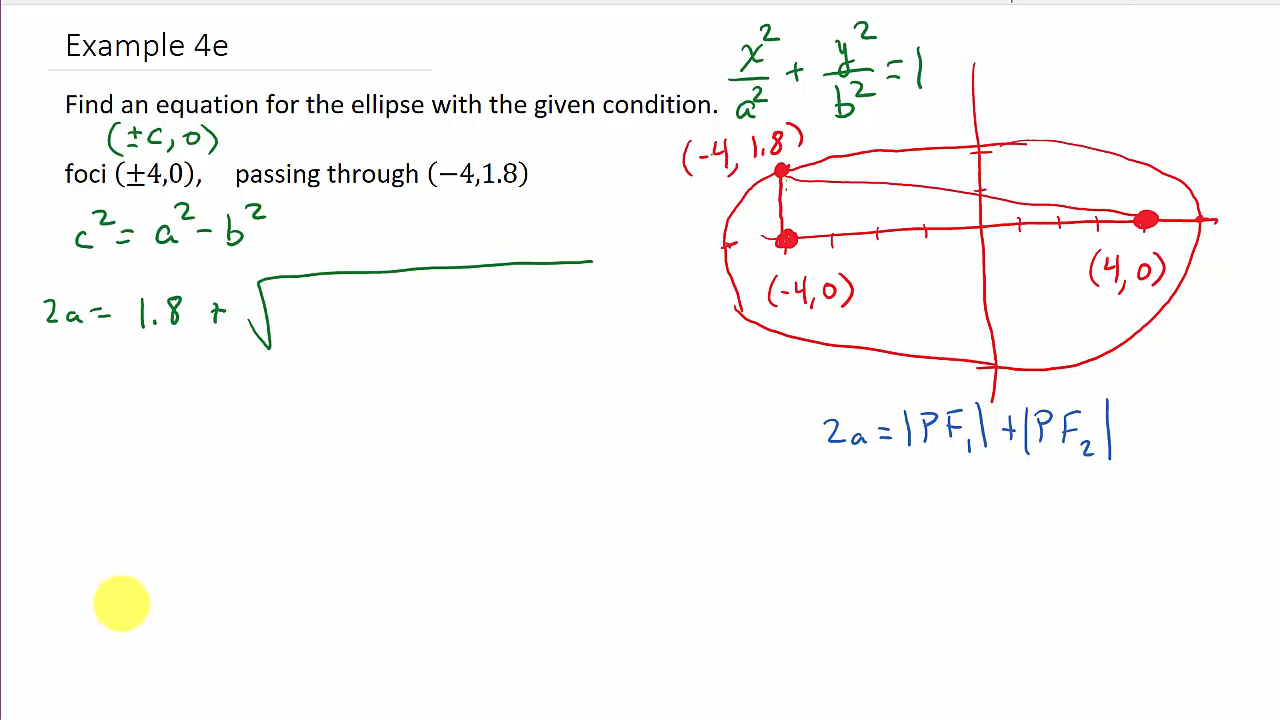 Example 4e
x²/a² + y²/b² = 1
Find an equation for the ellipse with the given condition.
(±c, 0)
foci (±4,0), passing through (−4,1.8)
(-4, 1.8)
c² = a² - b²
(-4, 0)
(4, 0)
2a = 1.8 + √
2a = |PF₁| + |PF₂|